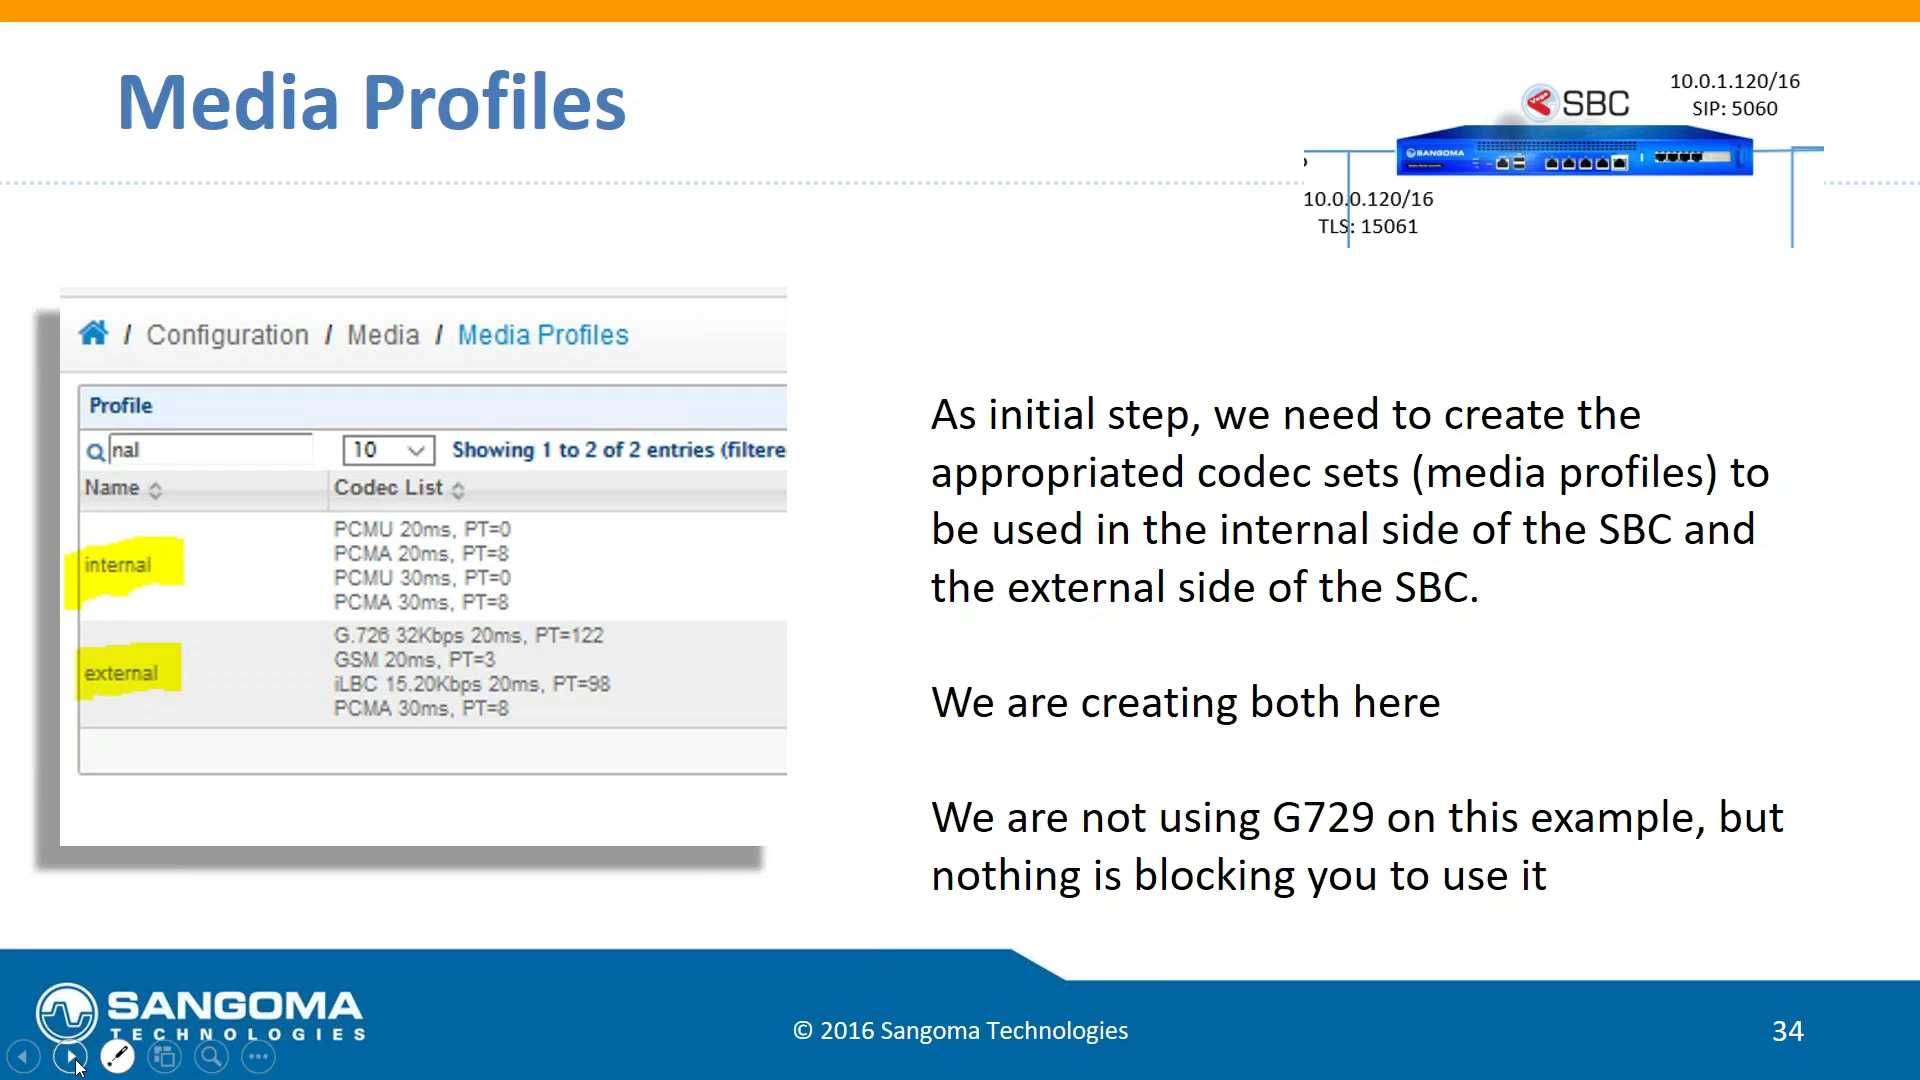 Media Profiles
SBC
10.0.1.120/16
SIP: 5060
SANGOMA
10.0.0.120/16
TLS: 15061
/ Configuration / Media / Media Profiles
Profile
nal
10
Showing 1 to 2 of 2 entries (filtere
Name
Codec List
internal
PCMU 20ms, PT=0
PCMA 20ms, PT=8
PCMU 30ms, PT=0
PCMA 30ms, PT=8
external
G.726 32Kbps 20ms, PT=122
GSM 20ms, PT=3
iLBC 15.20Kbps 20ms, PT=98
PCMA 30ms, PT=8
As initial step, we need to create the
appropriated codec sets (media profiles) to
be used in the internal side of the SBC and
the external side of the SBC.
We are creating both here
We are not using G729 on this example, but
nothing is blocking you to use it
SANGOMA
TECHNOLOGIES
© 2016 Sangoma Technologies
34